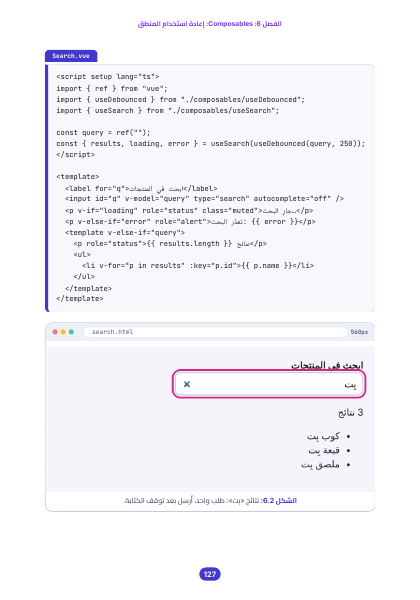 الفصل 6: Composables: إعادة استخدام المنطق
Search.vue
<script setup lang="ts">
import { ref } from "vue";
import { useDebounced } from "./composables/useDebounced";
import { useSearch } from "./composables/useSearch";
const query = ref("");
const { results, loading, error } = useSearch(useDebounced(query, 250));
</script>
<template>
<label for="q">ابحث في المنتجات</label>
<input id="q" v-model="query" type="search" autocomplete="off" />
<p v-if="loading" role="status" class="muted">جارٍ البحث…</p>
<p v-else-if="error" role="alert">تعذّر البحث: {{ error }}</p>
<template v-else-if="query">
<p role="status">{{ results.length }} نتائج</p>
<ul>
<li v-for="p in results" :key="p.id">{{ p.name }}</li>
</ul>
</template>
</template>
search.html
560px
ابحث في المنتجات
يِت
3 نتائج
كوب يِت
قبعة يِت
ملصق يِت
الشكل 6.2: نتائج «يِت»: طلب واحد، أُرسل بعد توقف الكتابة.
127